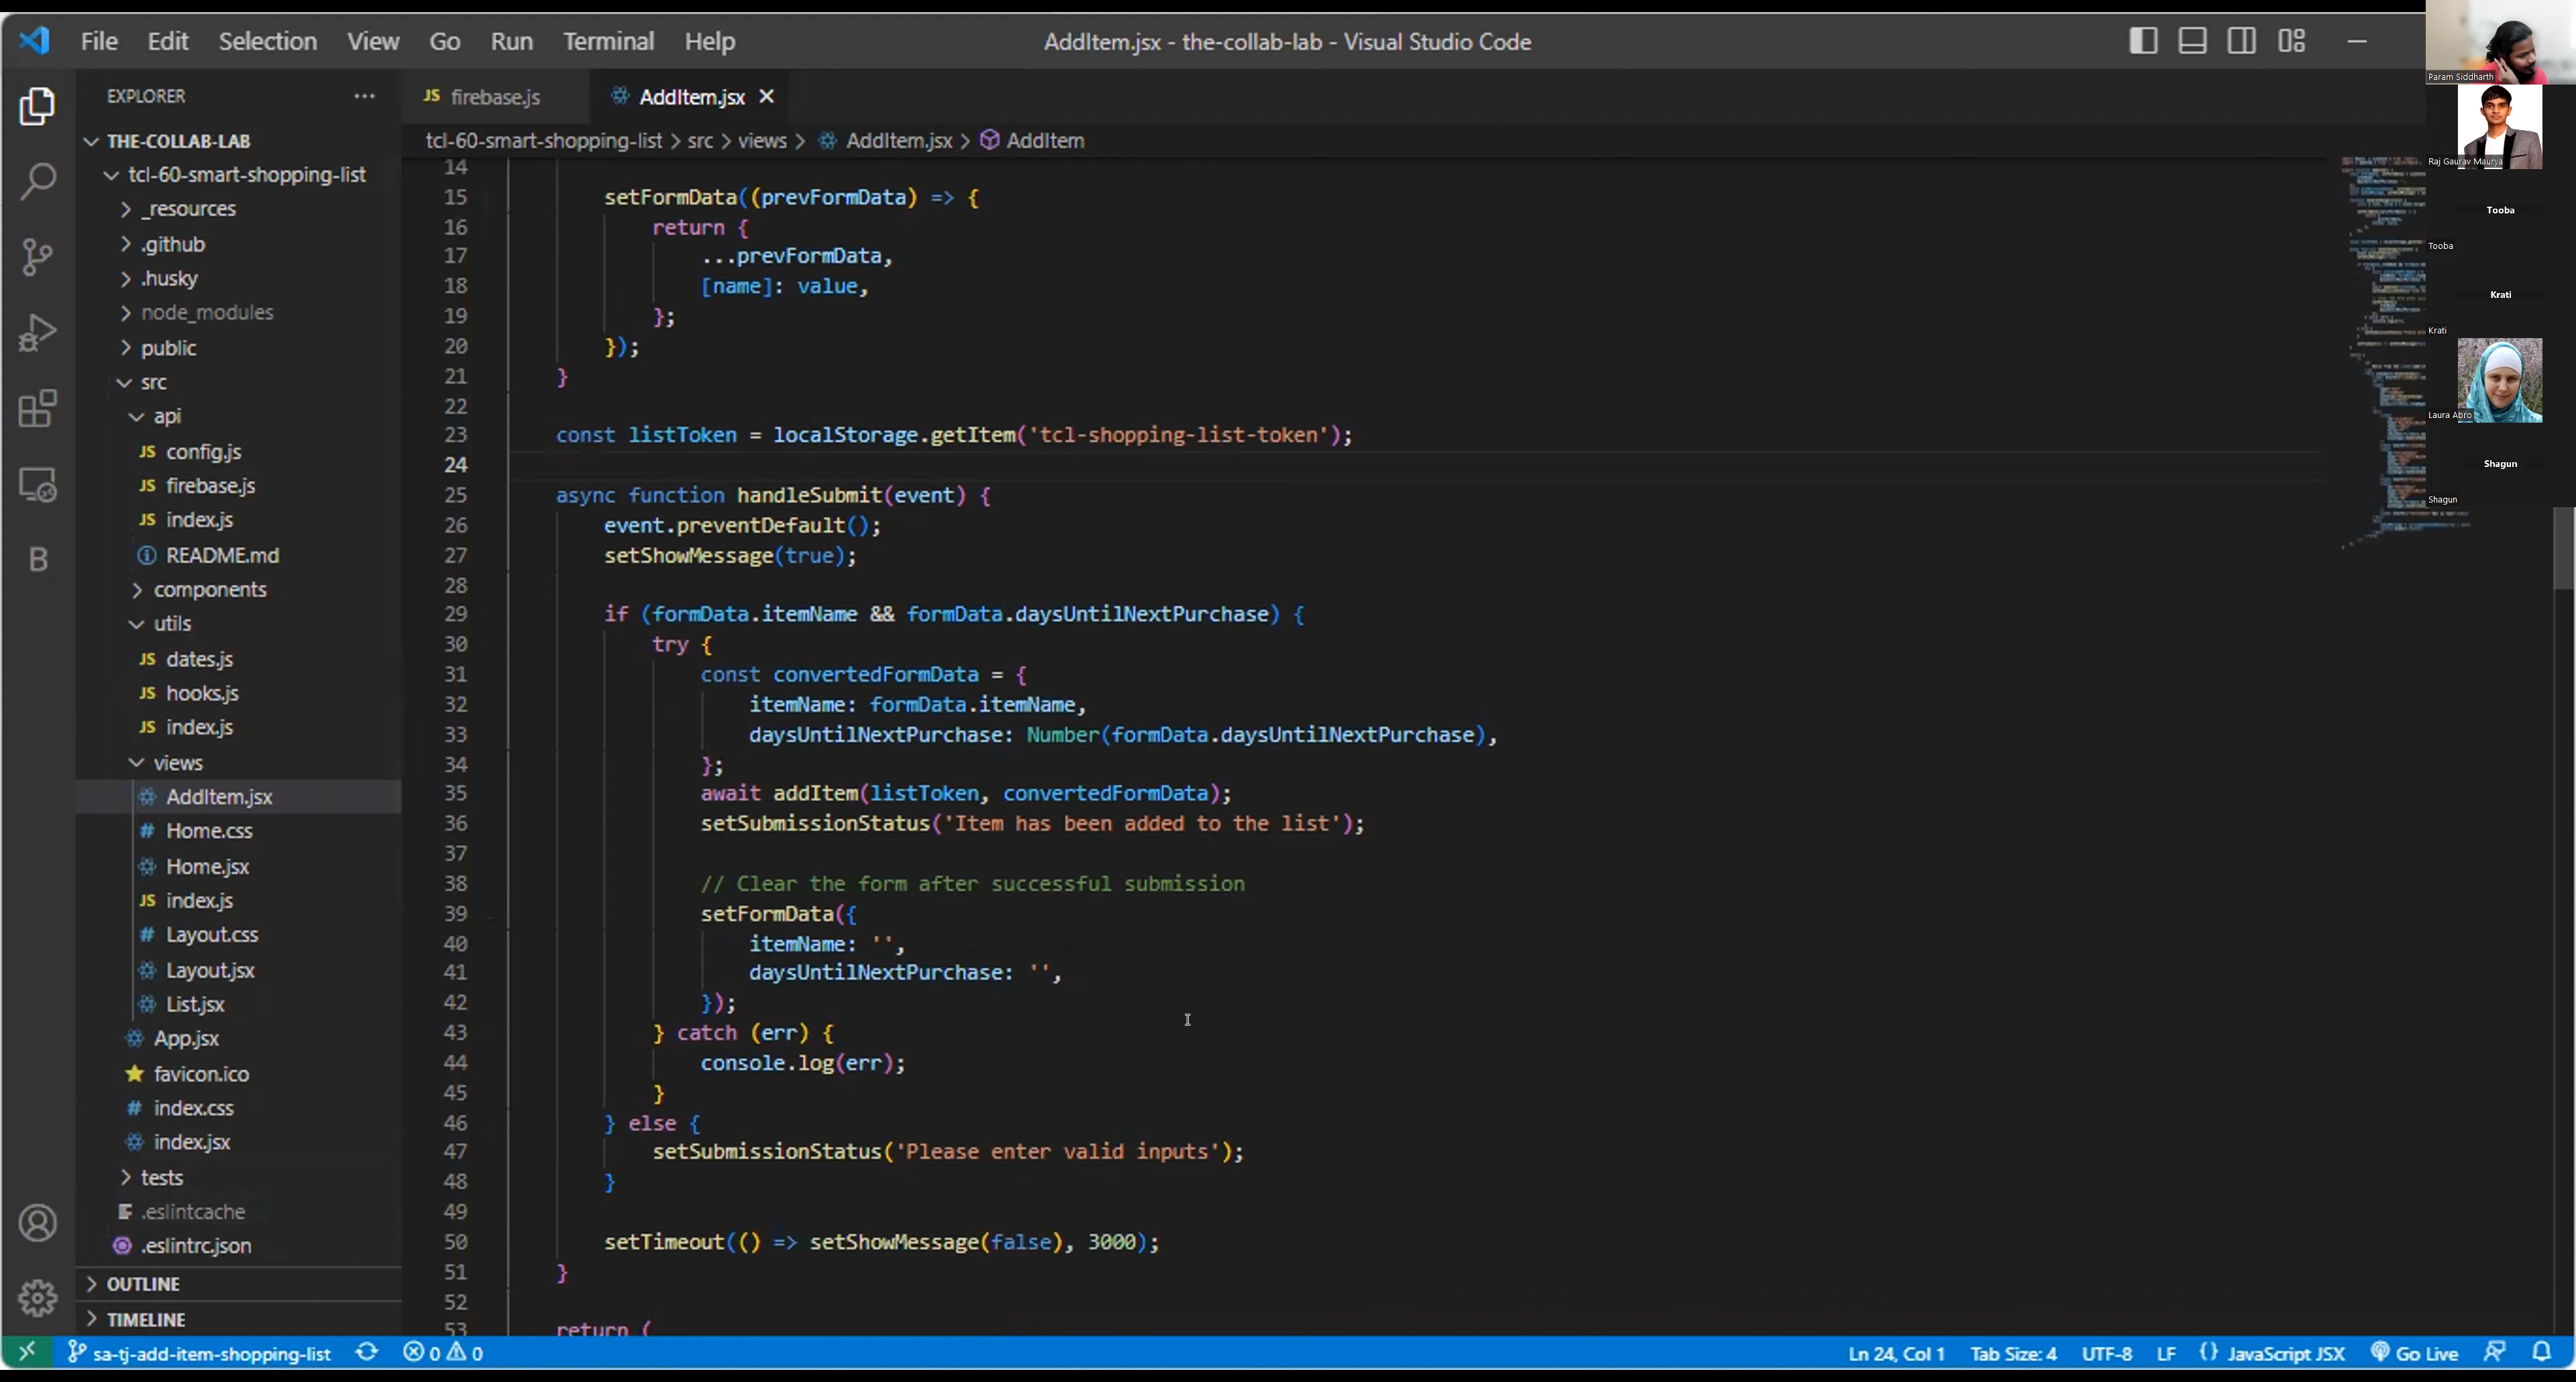 File Edit Selection View Go Run Terminal Help
AddItem.jsx - the-collab-lab - Visual Studio Code
EXPLORER
THE-COLLAB-LAB
tcl-60-smart-shopping-list
_resources
.github
.husky
node_modules
public
src
api
JS config.js
JS firebase.js
JS index.js
README.md
components
utils
JS dates.js
JS hooks.js
JS index.js
views
AddItem.jsx
# Home.css
Home.jsx
JS index.js
# Layout.css
Layout.jsx
List.jsx
App.jsx
favicon.ico
# index.css
index.jsx
tests
.eslintcache
.eslintrc.json
OUTLINE
TIMELINE
B
JS firebase.js
AddItem.jsx
tcl-60-smart-shopping-list > src > views > AddItem.jsx > AddItem
14
15 setFormData((prevFormData) => {
16 return {
17 ...prevFormData,
18 [name]: value,
19 };
20 });
21 }
22
23 const listToken = localStorage.getItem('tcl-shopping-list-token');
24
25 async function handleSubmit(event) {
26 event.preventDefault();
27 setShowMessage(true);
28
29 if (formData.itemName && formData.daysUntilNextPurchase) {
30 try {
31 const convertedFormData = {
32 itemName: formData.itemName,
33 daysUntilNextPurchase: Number(formData.daysUntilNextPurchase),
34 };
35 await addItem(listToken, convertedFormData);
36 setSubmissionStatus('Item has been added to the list');
37
38 // Clear the form after successful submission
39 setFormData({
40 itemName: '',
41 daysUntilNextPurchase: '',
42 });
43 } catch (err) {
44 console.log(err);
45 }
46 } else {
47 setSubmissionStatus('Please enter valid inputs');
48 }
49
50 setTimeout(() => setShowMessage(false), 3000);
51 }
52
53 return (
Param Siddharth
Raj Gaurav Maurya
Tooba
Tooba
Krati
Krati
Laura Abro
Shagun
Shagun
sa-tj-add-item-shopping-list 0 0
Ln 24, Col 1 Tab Size: 4 UTF-8 LF {} JavaScript JSX Go Live